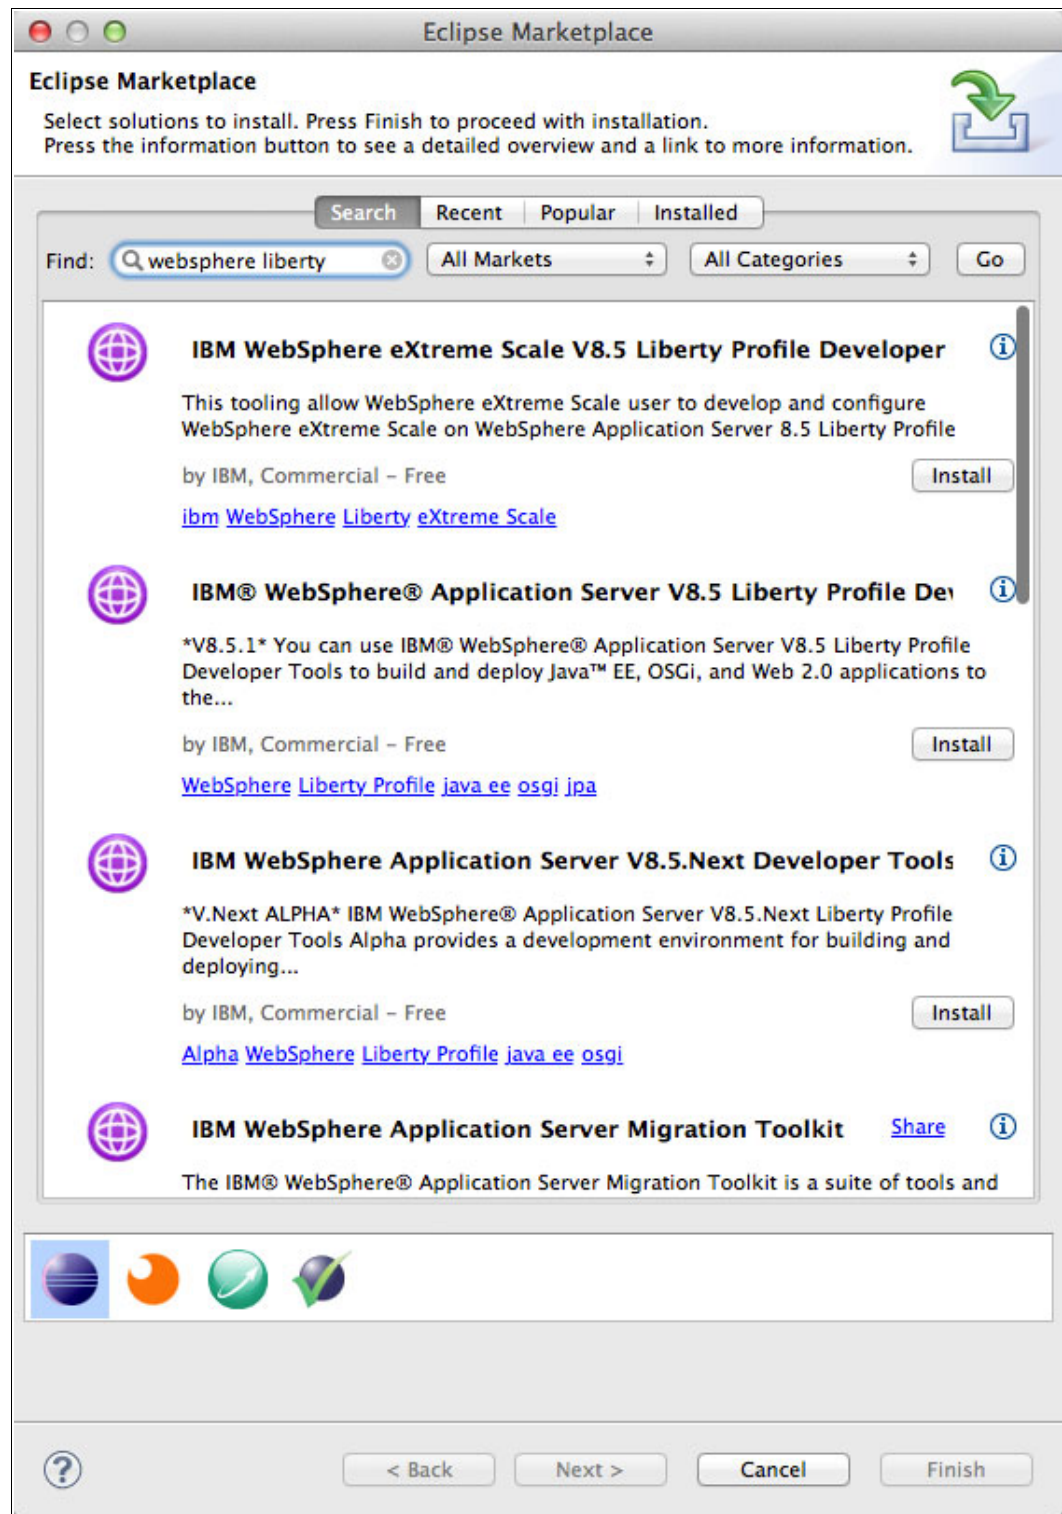 Eclipse Marketplace
Eclipse Marketplace
Select solutions to install. Press Finish to proceed with installation.
Press the information button to see a detailed overview and a link to more information.
Search Recent Popular Installed
Find: websphere liberty All Markets All Categories Go
IBM WebSphere eXtreme Scale V8.5 Liberty Profile Developer
This tooling allow WebSphere eXtreme Scale user to develop and configure
WebSphere eXtreme Scale on WebSphere Application Server 8.5 Liberty Profile
by IBM, Commercial – Free Install
ibm WebSphere Liberty eXtreme Scale
IBM® WebSphere® Application Server V8.5 Liberty Profile Dev
*V8.5.1* You can use IBM® WebSphere® Application Server V8.5 Liberty Profile
Developer Tools to build and deploy Java™ EE, OSGi, and Web 2.0 applications to
the...
by IBM, Commercial – Free Install
WebSphere Liberty Profile java ee osgi jpa
IBM WebSphere Application Server V8.5.Next Developer Tools
*V.Next ALPHA* IBM WebSphere® Application Server V8.5.Next Liberty Profile
Developer Tools Alpha provides a development environment for building and
deploying...
by IBM, Commercial – Free Install
Alpha WebSphere Liberty Profile java ee osgi
IBM WebSphere Application Server Migration Toolkit Share
The IBM® WebSphere® Application Server Migration Toolkit is a suite of tools and
< Back Next > Cancel Finish